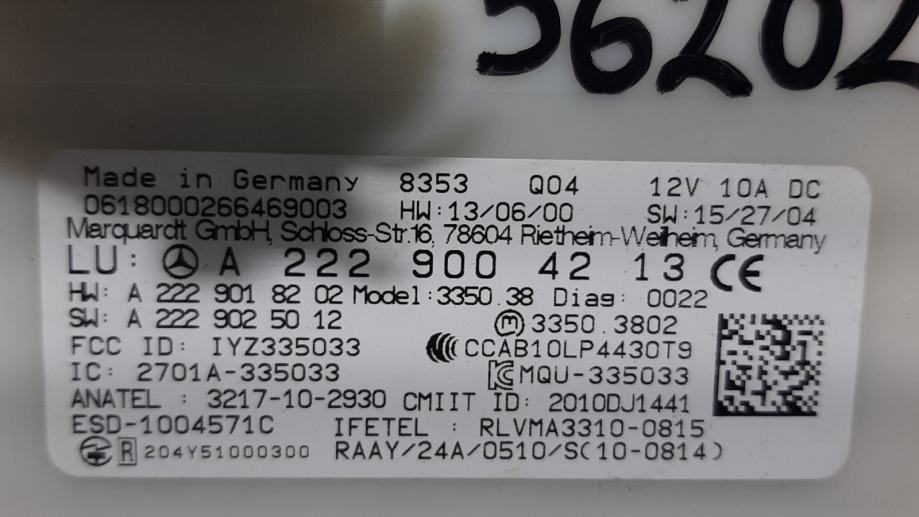 56202
Made in Germany 8353 Q04 12V 10A DC
0618000266469003 HW:13/06/00 SW:15/27/04
Marquardt GmbH, Schloss-Str.16, 78604 Rietheim-Weilheim, Germany
LU: A 222 900 42 13 CE
HW: A 222 901 82 02 Model:3350.38 Diag: 0022
SW: A 222 902 50 12 M 3350.3802
FCC ID: IYZ335033 CCAB10LP4430T9
IC: 2701A-335033 MQU-335033
ANATEL : 3217-10-2930 CMIIT ID: 2010DJ1441
ESD-1004571C IFETEL : RLVMA3310-0815
R 204Y51000300 RAAY/24A/0510/S(10-0814)